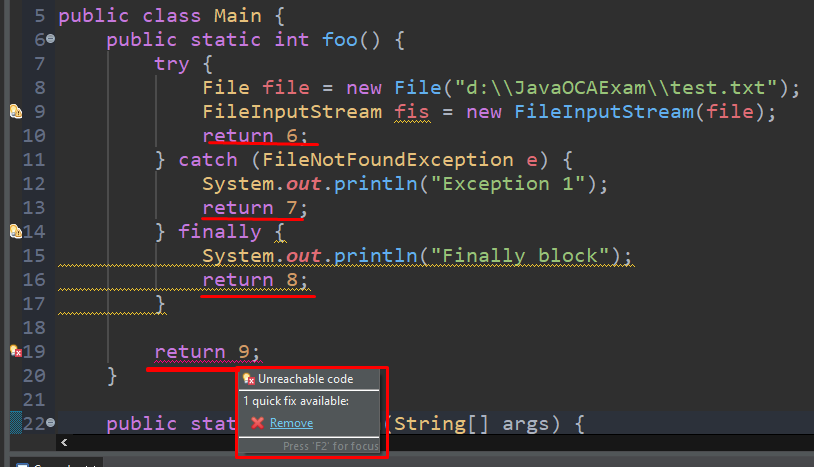 5 public class Main {
6 public static int foo() {
7 try {
8 File file = new File("d:\\JavaOCAExam\\test.txt");
9 FileInputStream fis = new FileInputStream(file);
10 return 6;
11 } catch (FileNotFoundException e) {
12 System.out.println("Exception 1");
13 return 7;
14 } finally {
15 System.out.println("Finally block");
16 return 8;
17 }
18
19 return 9;
20 }
Unreachable code
21
1 quick fix available:
22 public stat (String[] args) {
Remove
Press 'F2' for focus